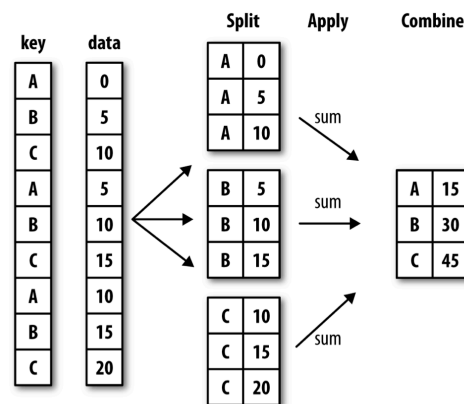 Split Apply Combine
key data
A 0
B 5
C 10
A 5
B 10
C 15
A 10
B 15
C 20
A 0
A 5
A 10
B 5
B 10
B 15
C 10
C 15
C 20
sum
sum
sum
A 15
B 30
C 45